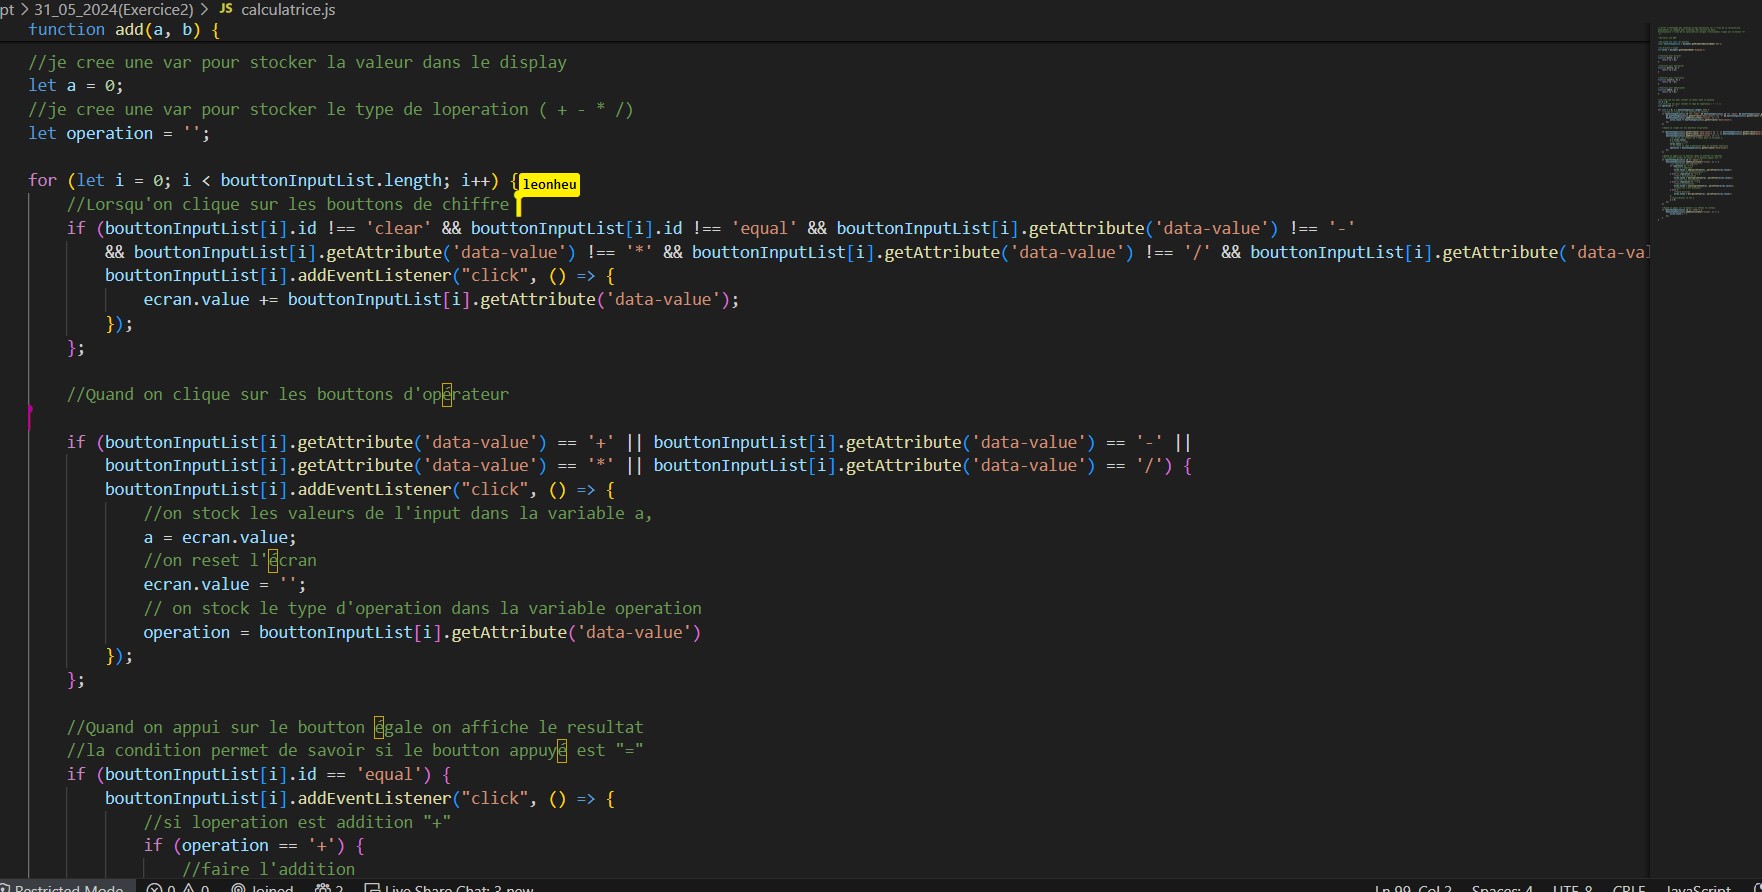 pt > 31_05_2024(Exercice2) > JS calculatrice.js
function add(a, b) {
//je cree une var pour stocker la valeur dans le display
let a = 0;
//je cree une var pour stocker le type de loperation ( + - * /)
let operation = '';
for (let i = 0; i < bouttonInputList.length; i++) {
leonheu
//Lorsqu'on clique sur les bouttons de chiffre
if (bouttonInputList[i].id !== 'clear' && bouttonInputList[i].id !== 'equal' && bouttonInputList[i].getAttribute('data-value') !== '-'
&& bouttonInputList[i].getAttribute('data-value') !== '*' && bouttonInputList[i].getAttribute('data-value') !== '/' && bouttonInputList[i].getAttribute('data-val
bouttonInputList[i].addEventListener("click", () => {
ecran.value += bouttonInputList[i].getAttribute('data-value');
});
};
//Quand on clique sur les bouttons d'opérateur
if (bouttonInputList[i].getAttribute('data-value') == '+' || bouttonInputList[i].getAttribute('data-value') == '-' ||
bouttonInputList[i].getAttribute('data-value') == '*' || bouttonInputList[i].getAttribute('data-value') == '/') {
bouttonInputList[i].addEventListener("click", () => {
//on stock les valeurs de l'input dans la variable a,
a = ecran.value;
//on reset l'écran
ecran.value = '';
// on stock le type d'operation dans la variable operation
operation = bouttonInputList[i].getAttribute('data-value')
});
};
//Quand on appui sur le boutton égale on affiche le resultat
//la condition permet de savoir si le boutton appuyé est "="
if (bouttonInputList[i].id == 'equal') {
bouttonInputList[i].addEventListener("click", () => {
//si loperation est addition "+"
if (operation == '+') {
//faire l'addition
Restricted Mode 0 0 Joined 2 Live Share Chat: 3 new Ln 99, Col 2 Spaces: 4 UTF-8 CRLF JavaScript